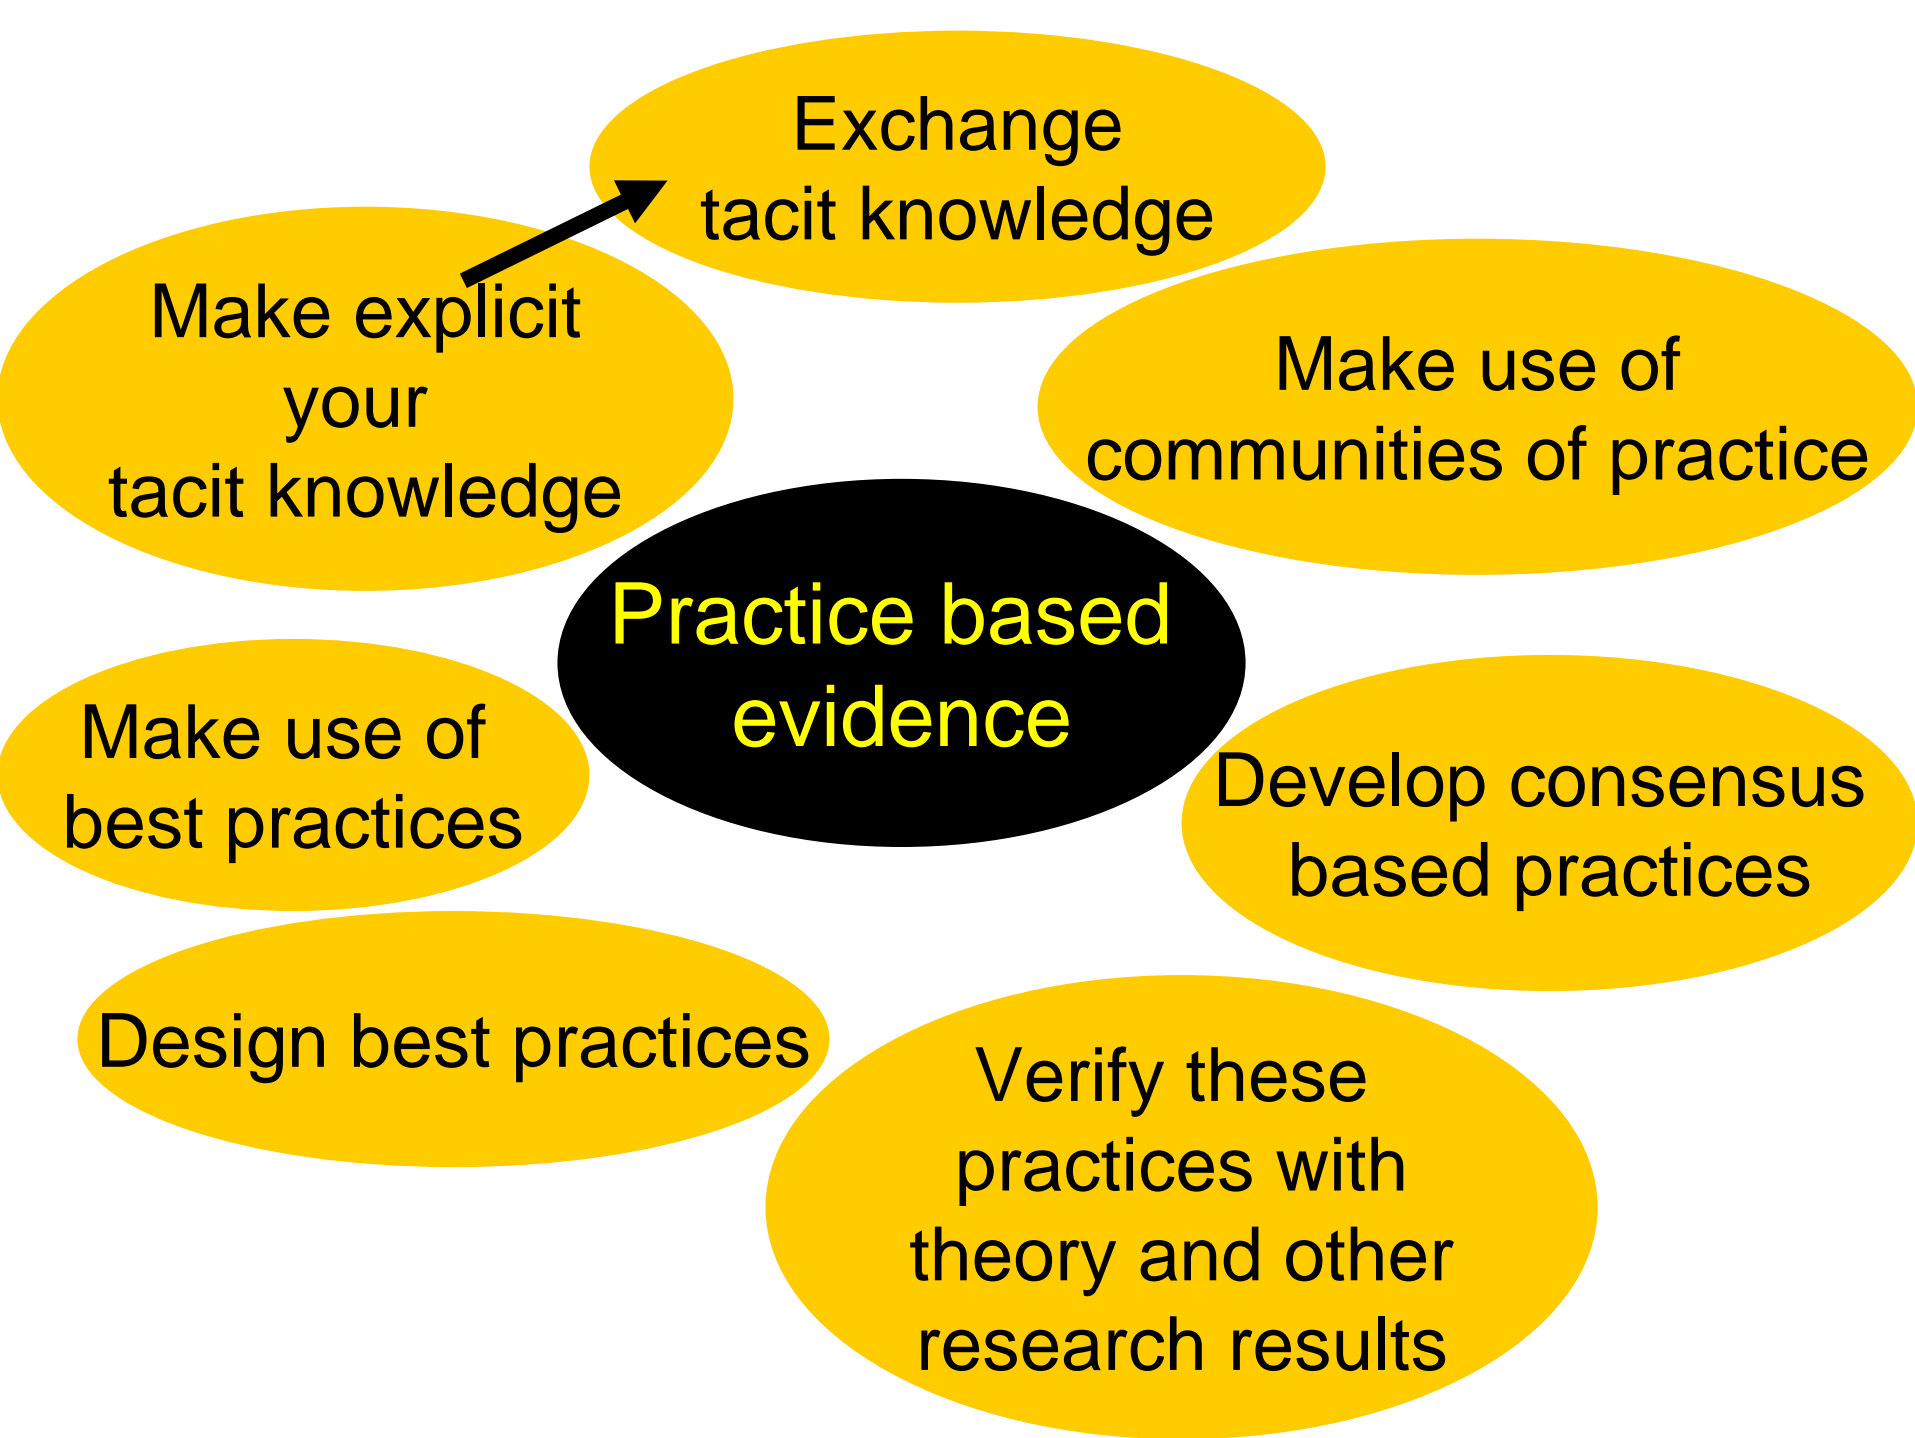 Exchange
tacit knowledge
Make explicit
your
tacit knowledge
Make use of
communities of practice
Practice based
evidence
Make use of
best practices
Develop consensus
based practices
Design best practices
Verify these
practices with
theory and other
research results